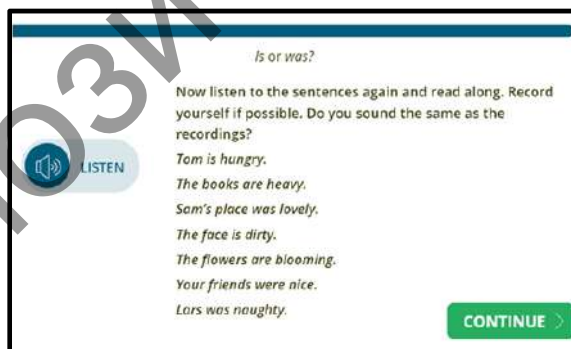 Is or was?
Now listen to the sentences again and read along. Record
yourself if possible. Do you sound the same as the
recordings?
LISTEN
Tom is hungry.
The books are heavy.
Sam's place was lovely.
The face is dirty.
The flowers are blooming.
Your friends were nice.
Lars was naughty.
CONTINUE